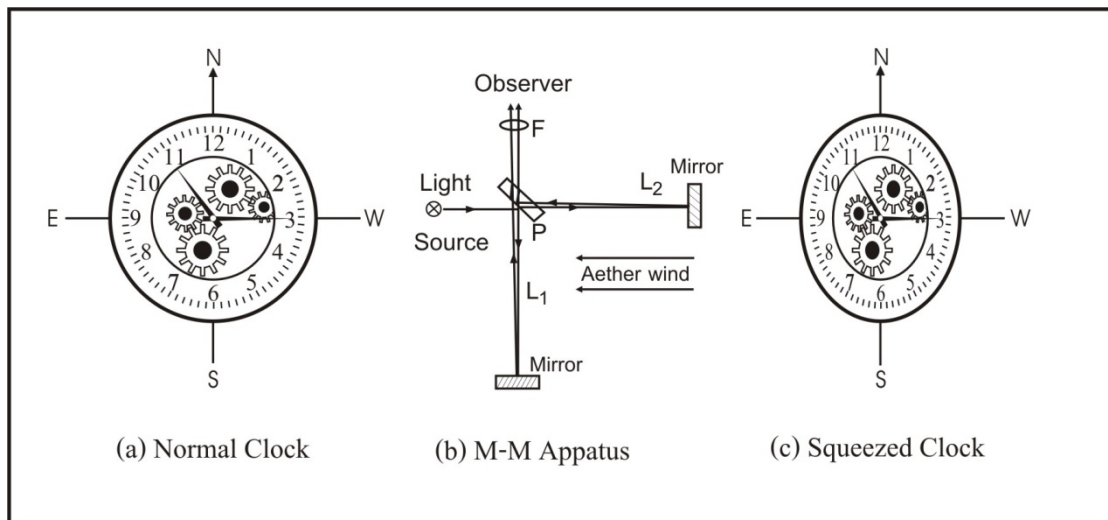 N
12
11
1
10
2
E
9
3
W
8
4
7
5
6
S
(a) Normal Clock
Observer
F
Mirror
Light
L2
Source
P
Aether wind
L1
Mirror
(b) M-M Appatus
N
12
11
1
10
2
E
9
3
W
8
4
7
5
6
S
(c) Squeezed Clock